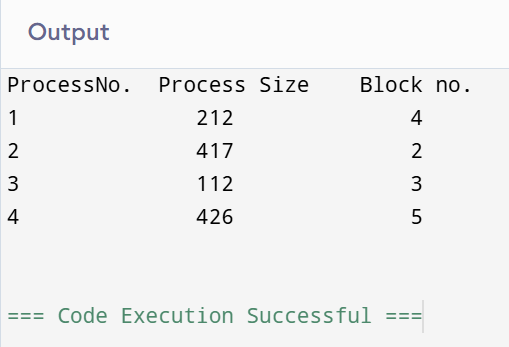 Output
ProcessNo.  Process Size    Block no.
1              212              4
2              417              2
3              112              3
4              426              5
=== Code Execution Successful ===